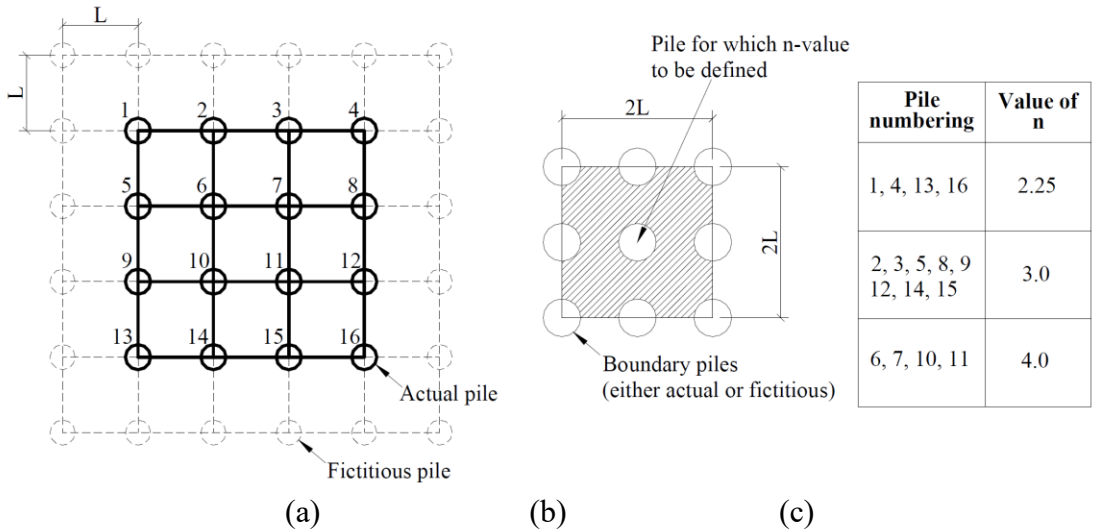 L
L
1
2
3
4
5
6
7
8
9
10
11
12
13
14
15
16
Actual pile
Fictitious pile
(a)
Pile for which n-value
to be defined
2L
2L
Boundary piles
(either actual or fictitious)
(b)
Pile
numbering
Value of
n
1, 4, 13, 16
2.25
2, 3, 5, 8, 9
12, 14, 15
3.0
6, 7, 10, 11
4.0
(c)